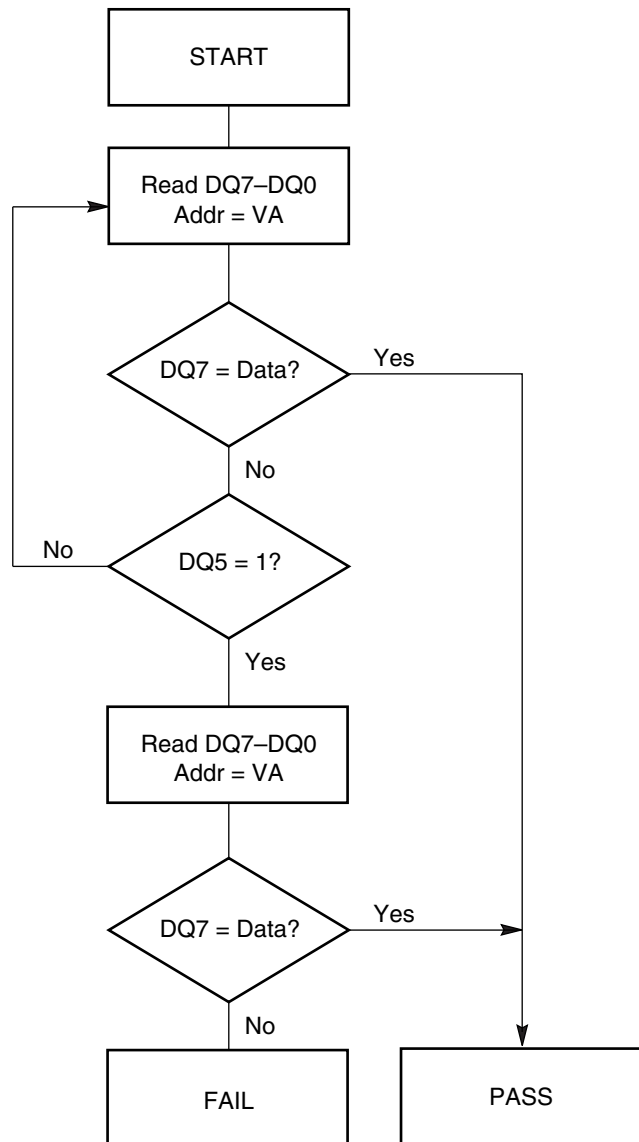 START
Read DQ7–DQ0
Addr = VA
DQ7 = Data?
Yes
No
No
DQ5 = 1?
Yes
Read DQ7–DQ0
Addr = VA
DQ7 = Data?
Yes
No
FAIL
PASS